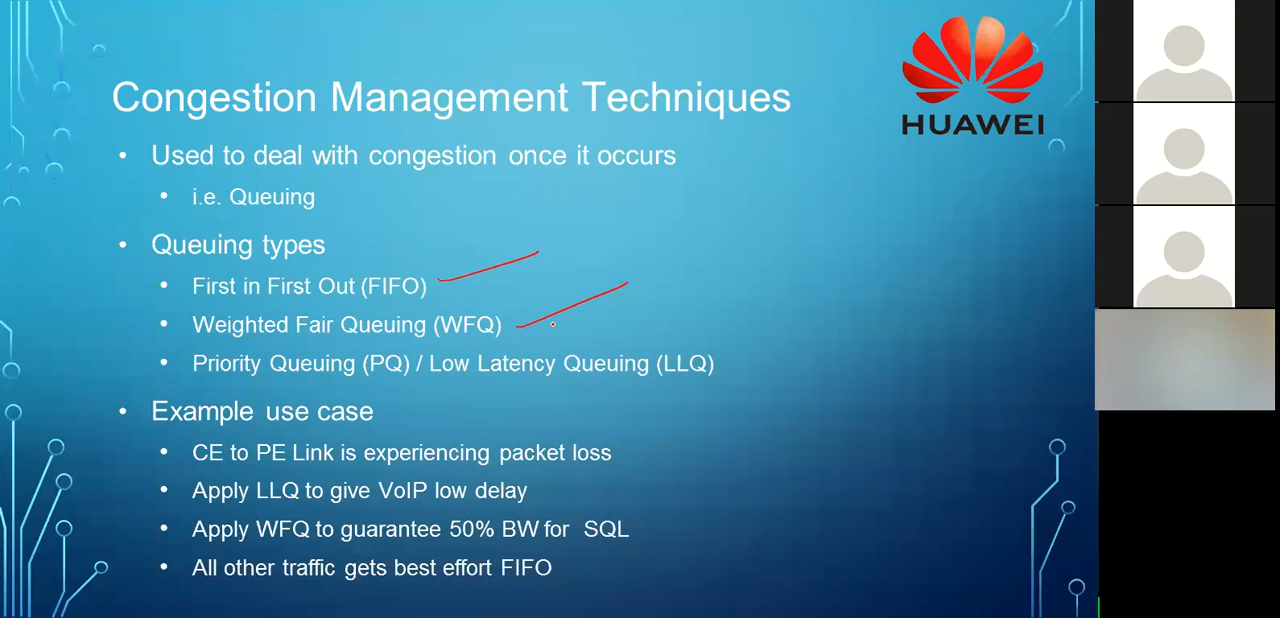 HUAWEI
Congestion Management Techniques
• Used to deal with congestion once it occurs
• i.e. Queuing
• Queuing types
• First in First Out (FIFO)
• Weighted Fair Queuing (WFQ)
• Priority Queuing (PQ) / Low Latency Queuing (LLQ)
• Example use case
• CE to PE Link is experiencing packet loss
• Apply LLQ to give VoIP low delay
• Apply WFQ to guarantee 50% BW for SQL
• All other traffic gets best effort FIFO